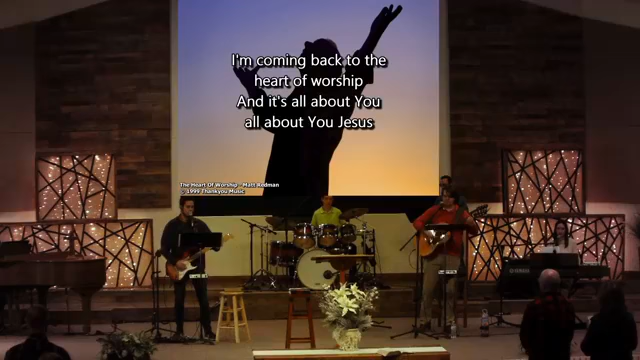 I'm coming back to the
heart of worship
And it's all about You
all about You Jesus
The Heart Of Worship - Matt Redman
© 1999 Thankyou Music